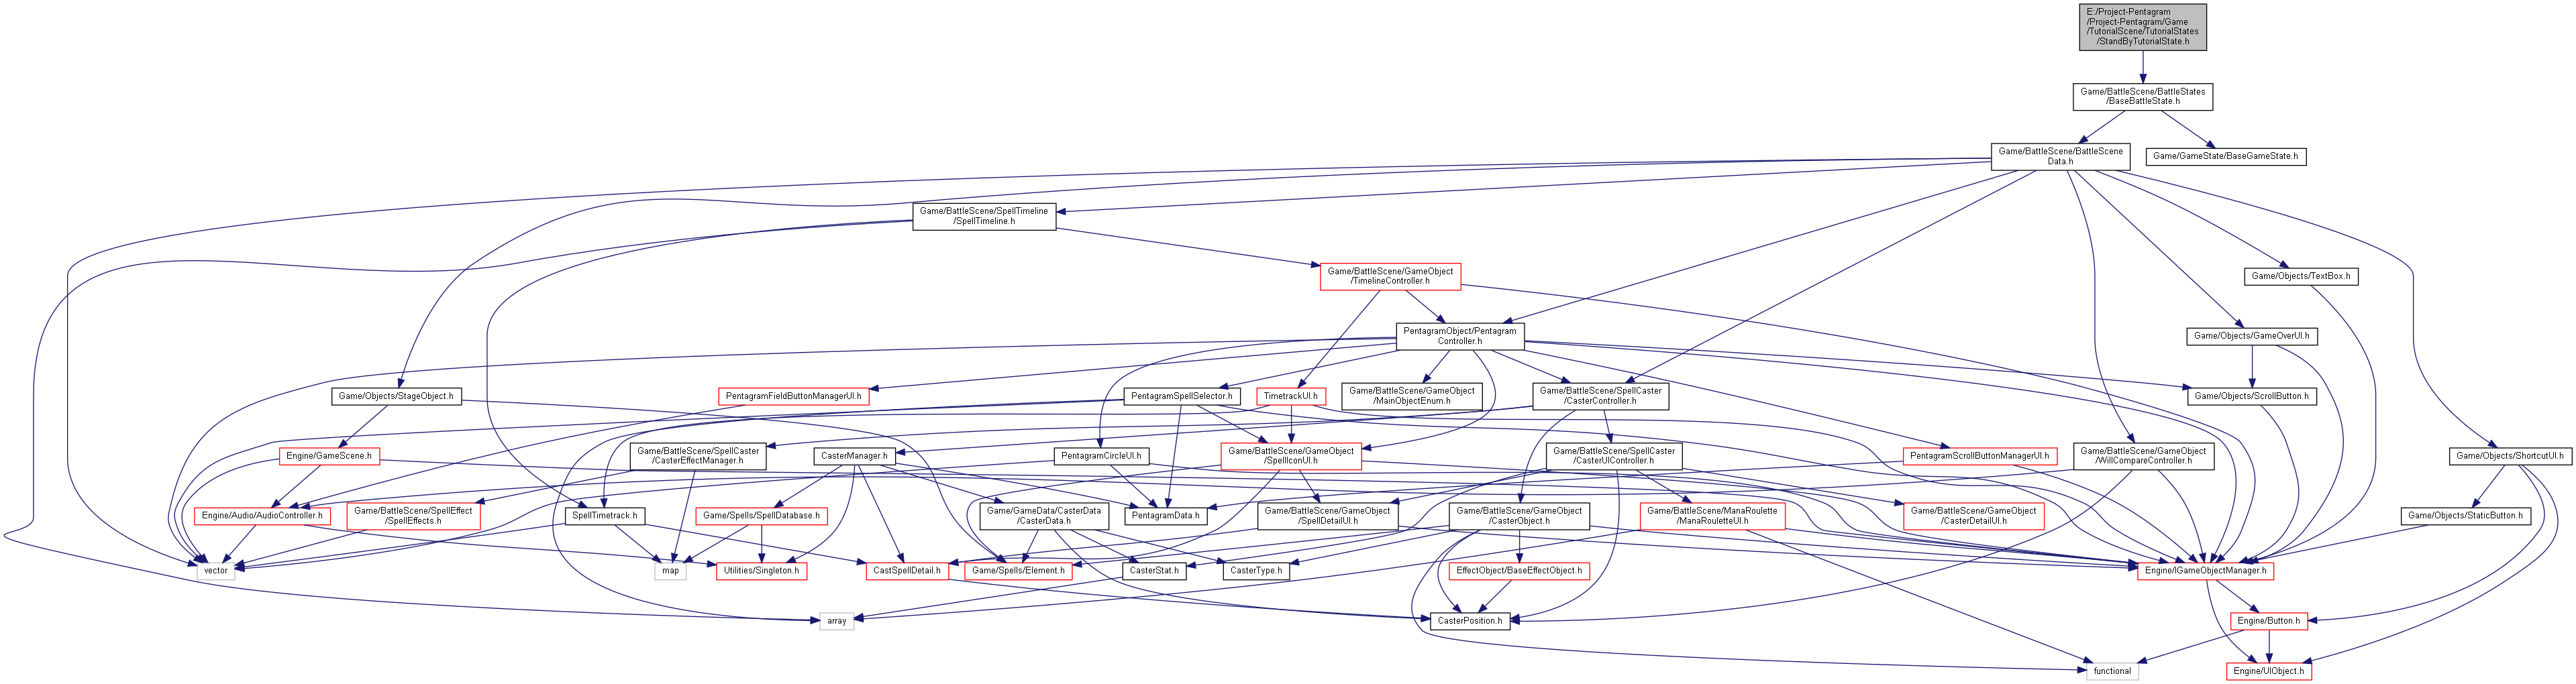 E:/Project-Pentagram
/Project-Pentagram/Game
/TutorialScene/TutorialStates
/StandByTutorialState.h
Game/BattleScene/BattleStates
/BaseBattleState.h
Game/BattleScene/BattleScene
Data.h
Game/GameState/BaseGameState.h
Game/BattleScene/SpellTimeline
/SpellTimeline.h
Game/BattleScene/GameObject
/TimelineController.h
Game/Objects/TextBox.h
PentagramObject/Pentagram
Controller.h
Game/Objects/GameOverUI.h
Game/Objects/StageObject.h
PentagramFieldButtonManagerUI.h
PentagramSpellSelector.h
TimetrackUI.h
Game/BattleScene/GameObject
/MainObjectEnum.h
Game/BattleScene/SpellCaster
/CasterController.h
Game/Objects/ScrollButton.h
Engine/GameScene.h
Game/BattleScene/SpellCaster
/CasterEffectManager.h
CasterManager.h
PentagramCircleUI.h
Game/BattleScene/GameObject
/SpellIconUI.h
Game/BattleScene/SpellCaster
/CasterUIController.h
PentagramScrollButtonManagerUI.h
Game/BattleScene/GameObject
/WillCompareController.h
Game/Objects/ShortcutUI.h
Engine/Audio/AudioController.h
Game/BattleScene/SpellEffect
/SpellEffects.h
SpellTimetrack.h
Game/Spells/SpellDatabase.h
Game/GameData/CasterData
/CasterData.h
PentagramData.h
Game/BattleScene/GameObject
/SpellDetailUI.h
Game/BattleScene/GameObject
/CasterObject.h
Game/BattleScene/ManaRoulette
/ManaRouletteUI.h
Game/BattleScene/GameObject
/CasterDetailUI.h
Game/Objects/StaticButton.h
vector
map
Utilities/Singleton.h
CastSpellDetail.h
Game/Spells/Element.h
CasterStat.h
CasterType.h
EffectObject/BaseEffectObject.h
Engine/IGameObjectManager.h
array
CasterPosition.h
Engine/Button.h
functional
Engine/UIObject.h